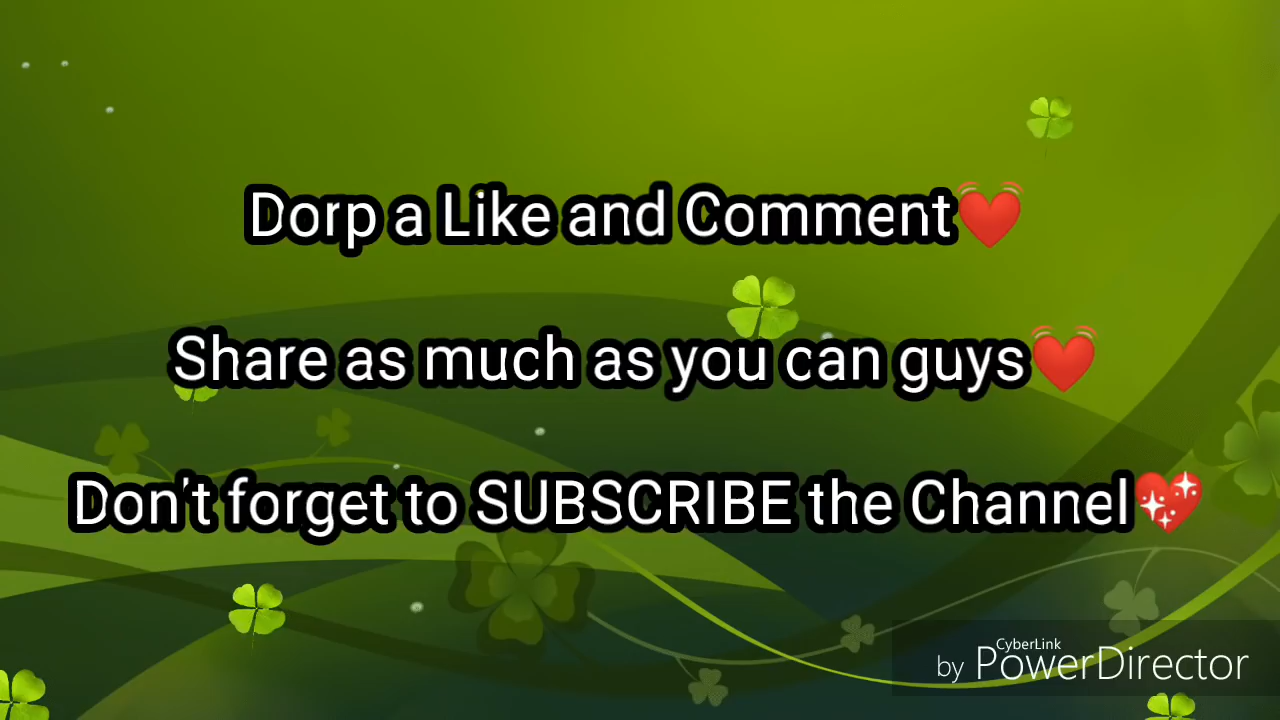 Dorp a Like and Comment💓
Share as much as you can guys💓
Don't forget to SUBSCRIBE the Channel💖
CyberLink
by PowerDirector